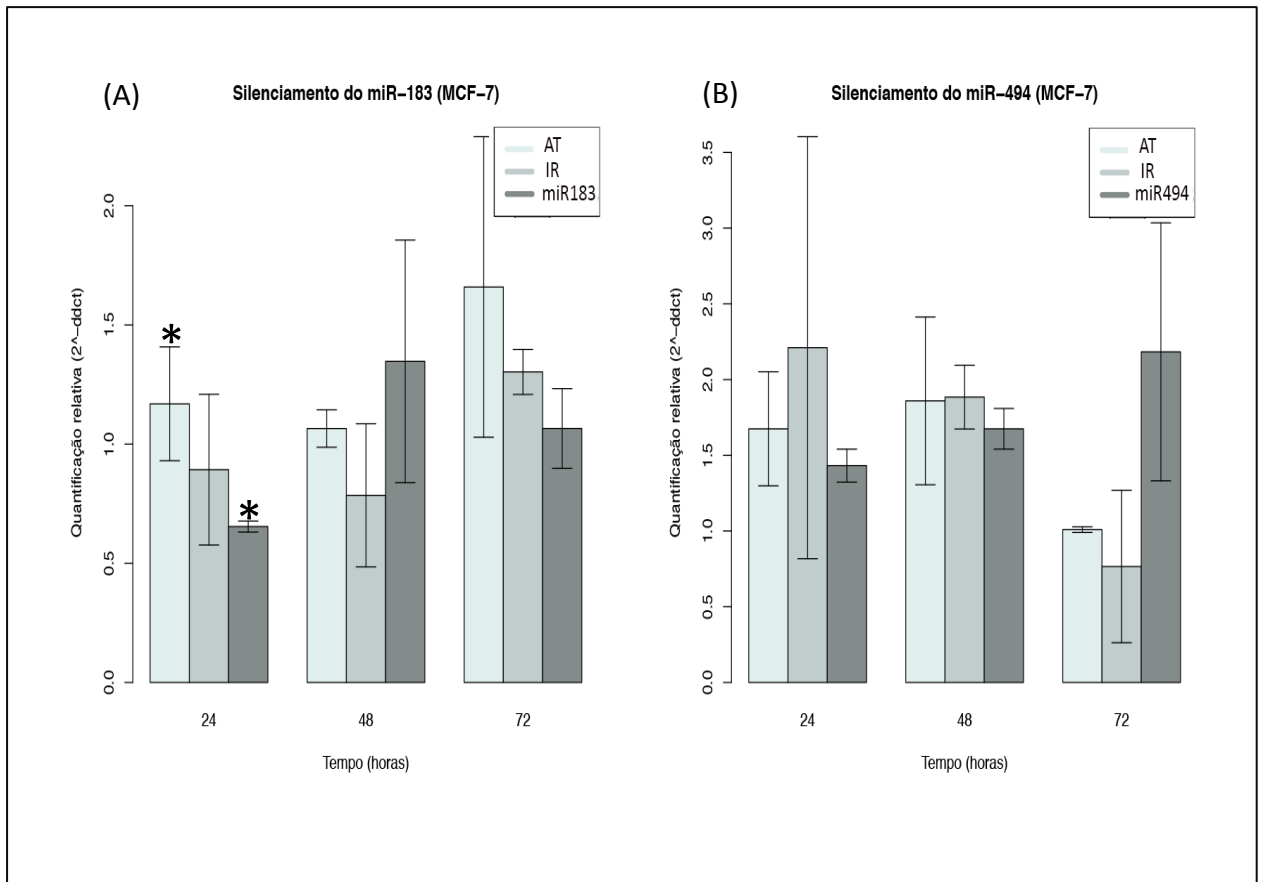 (A)
Silenciamento do miR–183 (MCF–7)
AT
IR
miR183
Quantificação relativa (2^–ddct)
2.0
1.5
1.0
0.5
0.0
*
*
24
48
72
Tempo (horas)
(B)
Silenciamento do miR–494 (MCF–7)
AT
IR
miR494
Quantificação relativa (2^–ddct)
3.5
3.0
2.5
2.0
1.5
1.0
0.5
0.0
24
48
72
Tempo (horas)